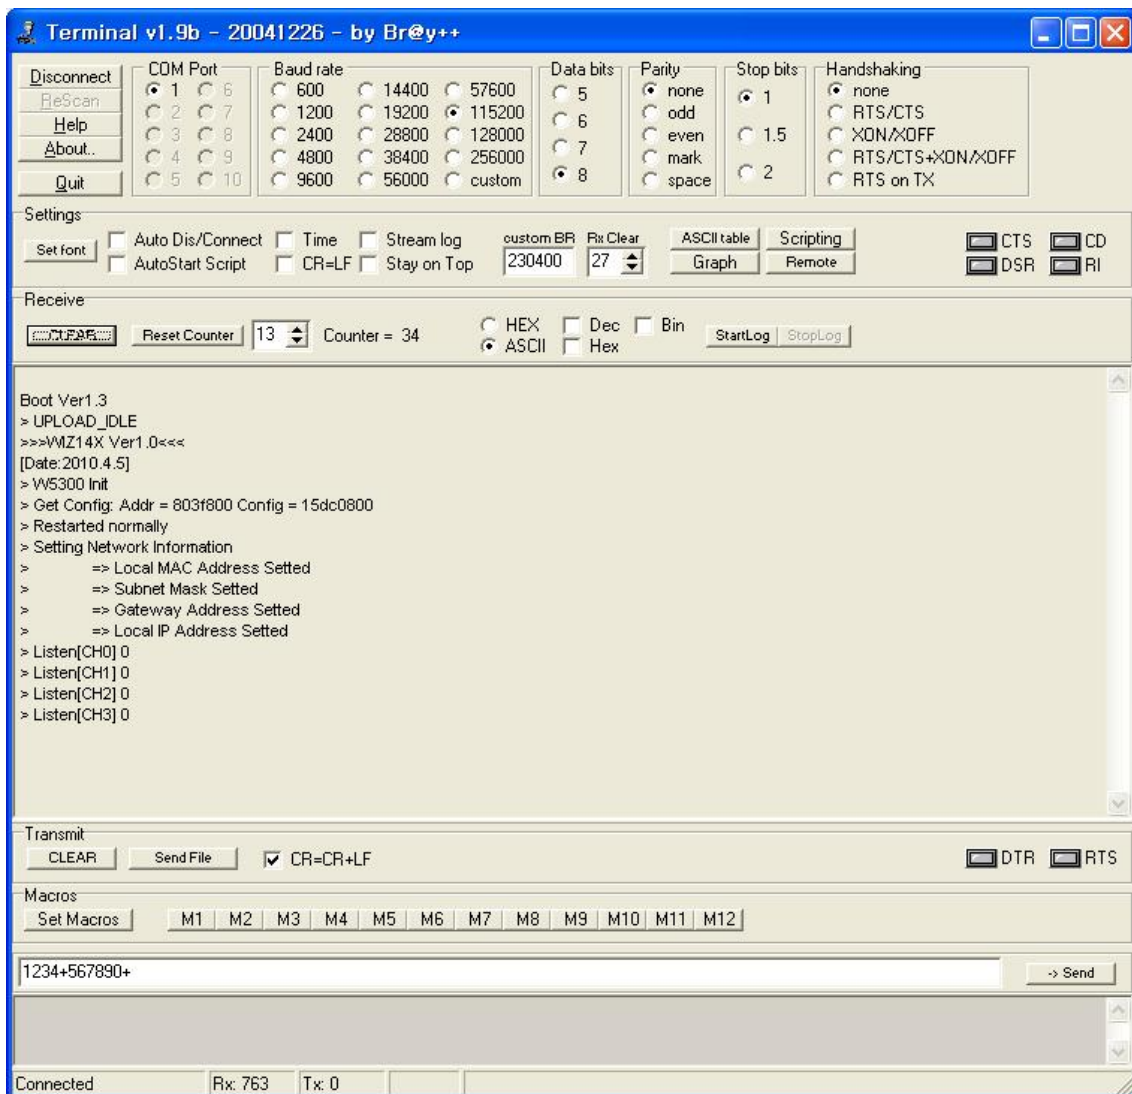 Terminal v1.9b - 20041226 - by Br@y++
Disconnect
ReScan
Help
About..
Quit
COM Port
1 6
2 7
3 8
4 9
5 10
Baud rate
600 14400 57600
1200 19200 115200
2400 28800 128000
4800 38400 256000
9600 56000 custom
Data bits
5
6
7
8
Parity
none
odd
even
mark
space
Stop bits
1
1.5
2
Handshaking
none
RTS/CTS
XON/XOFF
RTS/CTS+XON/XOFF
RTS on TX
Settings
Set font
Auto Dis/Connect Time Stream log
AutoStart Script CR=LF Stay on Top
custom BR Rx Clear
230400 27
ASCII table Scripting
Graph Remote
CTS CD
DSR RI
Receive
CLEAR Reset Counter 13 Counter = 34
HEX Dec Bin
ASCII Hex
StartLog StopLog
Boot Ver1.3
> UPLOAD_IDLE
>>>WIZ14X Ver1.0<<<
[Date:2010.4.5]
> W5300 Init
> Get Config: Addr = 803f800 Config = 15dc0800
> Restarted normally
> Setting Network Information
> => Local MAC Address Setted
> => Subnet Mask Setted
> => Gateway Address Setted
> => Local IP Address Setted
> Listen[CH0] 0
> Listen[CH1] 0
> Listen[CH2] 0
> Listen[CH3] 0
Transmit
CLEAR Send File CR=CR+LF DTR RTS
Macros
Set Macros M1 M2 M3 M4 M5 M6 M7 M8 M9 M10 M11 M12
1234+567890+ -> Send
Connected Rx: 763 Tx: 0